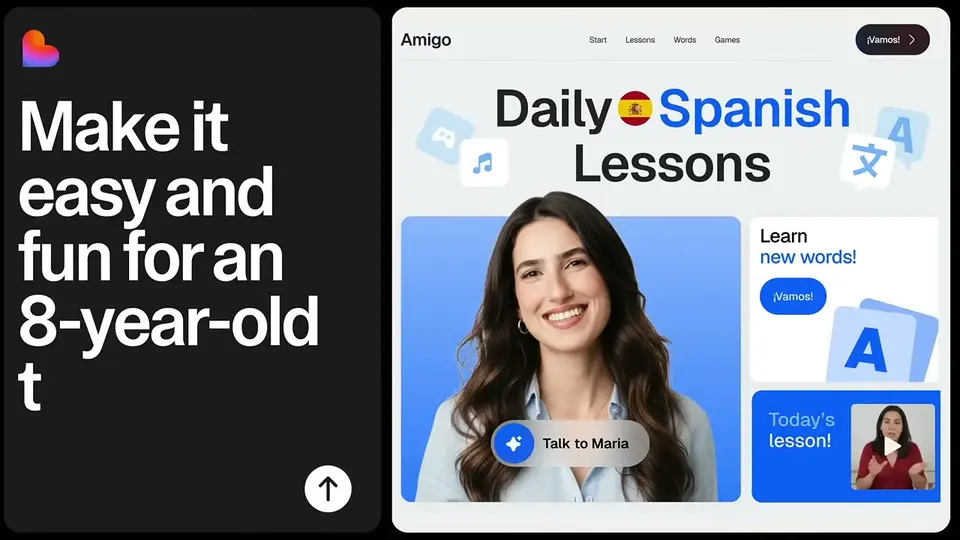 Make it
easy and
fun for an
8-year-old
t
Amigo
Start
Lessons
Words
Games
¡Vamos!
Daily Spanish
Lessons
A
文
Talk to Maria
Learn
new words!
¡Vamos!
A
Today's
lesson!